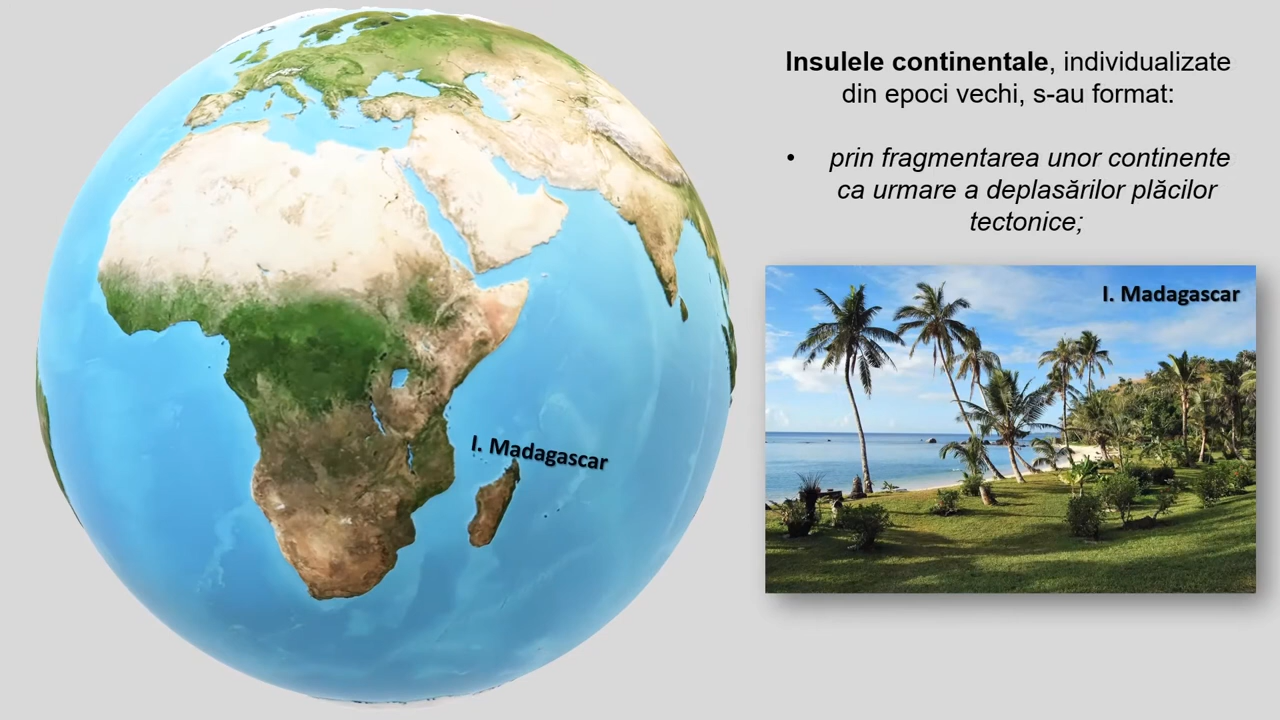 Insulele continentale, individualizate
din epoci vechi, s-au format:
• prin fragmentarea unor continente
ca urmare a deplasărilor plăcilor
tectonice;
I. Madagascar
I. Madagascar